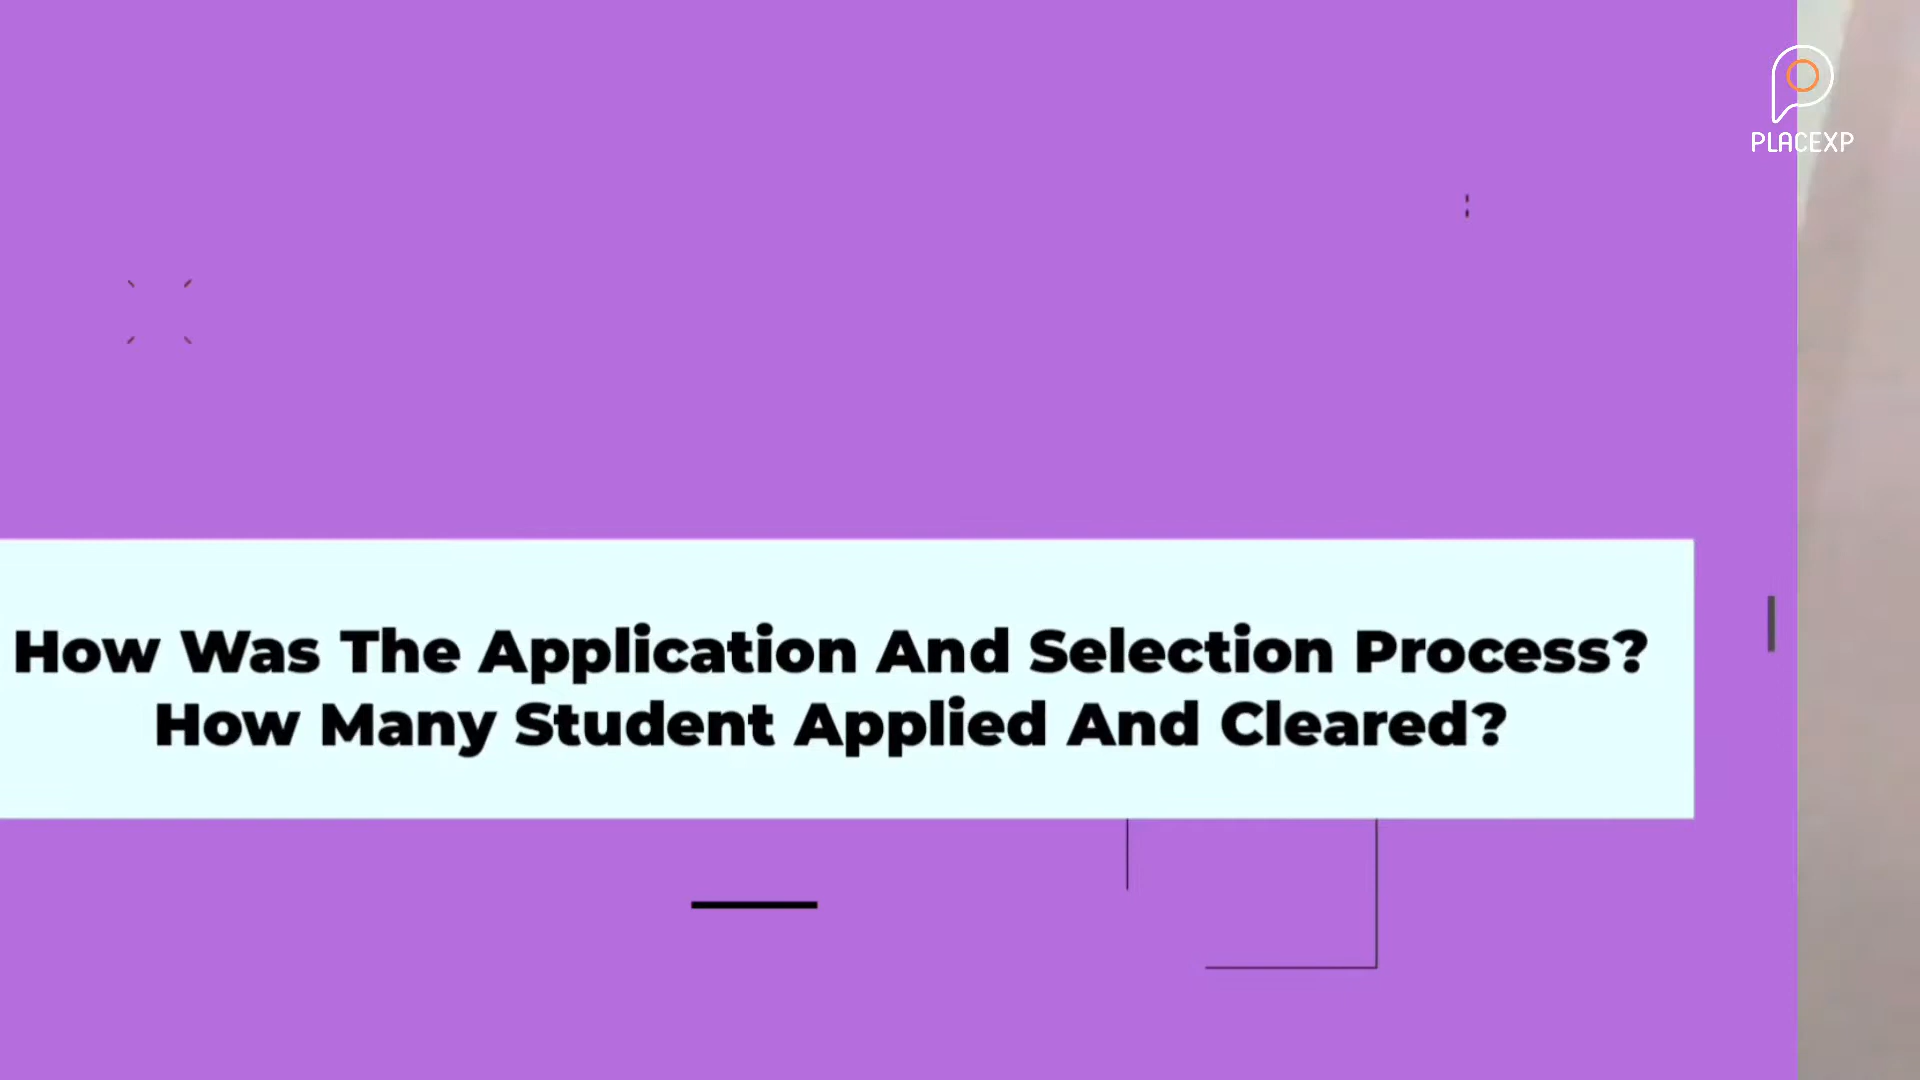 PLACEXP
How Was The Application And Selection Process?
How Many Student Applied And Cleared?